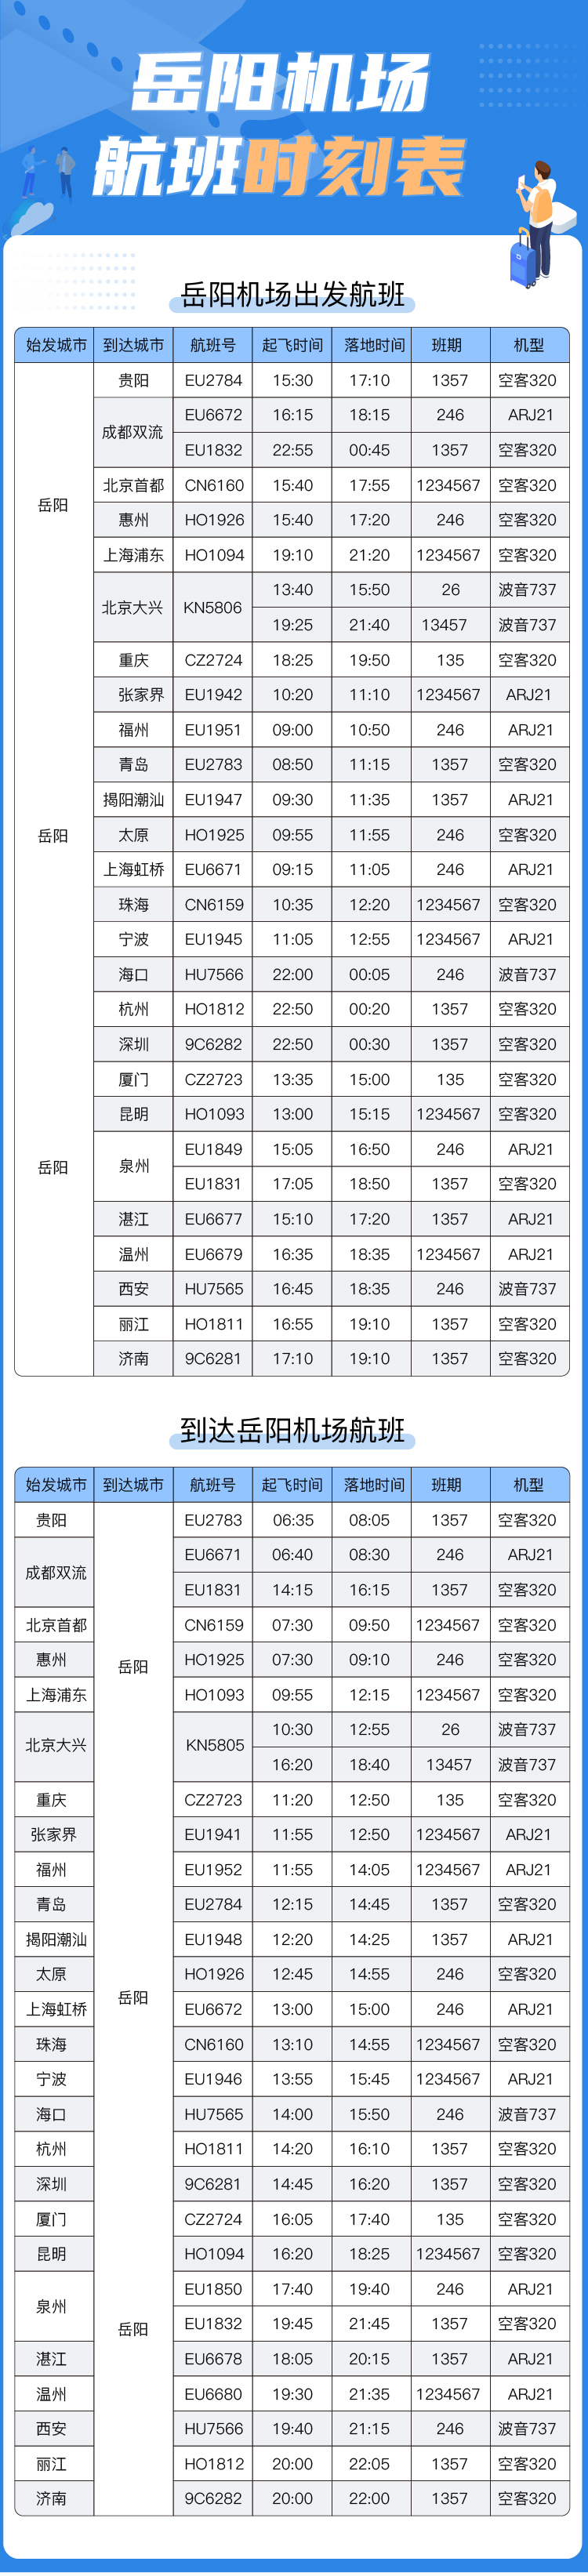 岳阳机场
航班时刻表
岳阳机场出发航班
始发城市 到达城市 航班号 起飞时间 落地时间 班期 机型
贵阳 EU2784 15:30 17:10 1357 空客320
成都双流 EU6672 16:15 18:15 246 ARJ21
EU1832 22:55 00:45 1357 空客320
北京首都 CN6160 15:40 17:55 1234567 空客320
岳阳
惠州 HO1926 15:40 17:20 246 空客320
上海浦东 HO1094 19:10 21:20 1234567 空客320
北京大兴 KN5806 13:40 15:50 26 波音737
19:25 21:40 13457 波音737
重庆 CZ2724 18:25 19:50 135 空客320
张家界 EU1942 10:20 11:10 1234567 ARJ21
福州 EU1951 09:00 10:50 246 ARJ21
青岛 EU2783 08:50 11:15 1357 空客320
揭阳潮汕 EU1947 09:30 11:35 1357 ARJ21
岳阳 太原 HO1925 09:55 11:55 246 空客320
上海虹桥 EU6671 09:15 11:05 246 ARJ21
珠海 CN6159 10:35 12:20 1234567 空客320
宁波 EU1945 11:05 12:55 1234567 ARJ21
海口 HU7566 22:00 00:05 246 波音737
杭州 HO1812 22:50 00:20 1357 空客320
深圳 9C6282 22:50 00:30 1357 空客320
厦门 CZ2723 13:35 15:00 135 空客320
昆明 HO1093 13:00 15:15 1234567 空客320
岳阳 泉州 EU1849 15:05 16:50 246 ARJ21
EU1831 17:05 18:50 1357 空客320
湛江 EU6677 15:10 17:20 1357 ARJ21
温州 EU6679 16:35 18:35 1234567 ARJ21
西安 HU7565 16:45 18:35 246 波音737
丽江 HO1811 16:55 19:10 1357 空客320
济南 9C6281 17:10 19:10 1357 空客320
到达岳阳机场航班
始发城市 到达城市 航班号 起飞时间 落地时间 班期 机型
贵阳 EU2783 06:35 08:05 1357 空客320
成都双流 EU6671 06:40 08:30 246 ARJ21
EU1831 14:15 16:15 1357 空客320
北京首都 CN6159 07:30 09:50 1234567 空客320
惠州 岳阳 HO1925 07:30 09:10 246 空客320
上海浦东 HO1093 09:55 12:15 1234567 空客320
北京大兴 KN5805 10:30 12:55 26 波音737
16:20 18:40 13457 波音737
重庆 CZ2723 11:20 12:50 135 空客320
张家界 EU1941 11:55 12:50 1234567 ARJ21
福州 EU1952 11:55 14:05 1234567 ARJ21
青岛 EU2784 12:15 14:45 1357 空客320
揭阳潮汕 EU1948 12:20 14:25 1357 ARJ21
太原 HO1926 12:45 14:55 246 空客320
上海虹桥 岳阳 EU6672 13:00 15:00 246 ARJ21
珠海 CN6160 13:10 14:55 1234567 空客320
宁波 EU1946 13:55 15:45 1234567 ARJ21
海口 HU7565 14:00 15:50 246 波音737
杭州 HO1811 14:20 16:10 1357 空客320
深圳 9C6281 14:45 16:20 1357 空客320
厦门 CZ2724 16:05 17:40 135 空客320
昆明 HO1094 16:20 18:25 1234567 空客320
泉州 EU1850 17:40 19:40 246 ARJ21
岳阳 EU1832 19:45 21:45 1357 空客320
湛江 EU6678 18:05 20:15 1357 ARJ21
温州 EU6680 19:30 21:35 1234567 ARJ21
西安 HU7566 19:40 21:15 246 波音737
丽江 HO1812 20:00 22:05 1357 空客320
济南 9C6282 20:00 22:00 1357 空客320